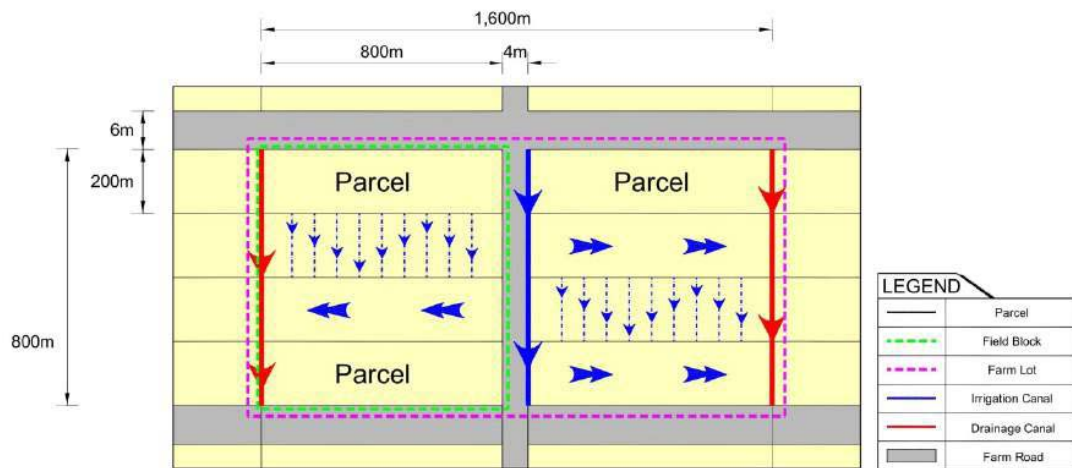 1,600m
800m
4m
6m
200m
800m
Parcel
Parcel
Parcel
LEGEND
Parcel
Field Block
Farm Lot
Irrigation Canal
Drainage Canal
Farm Road